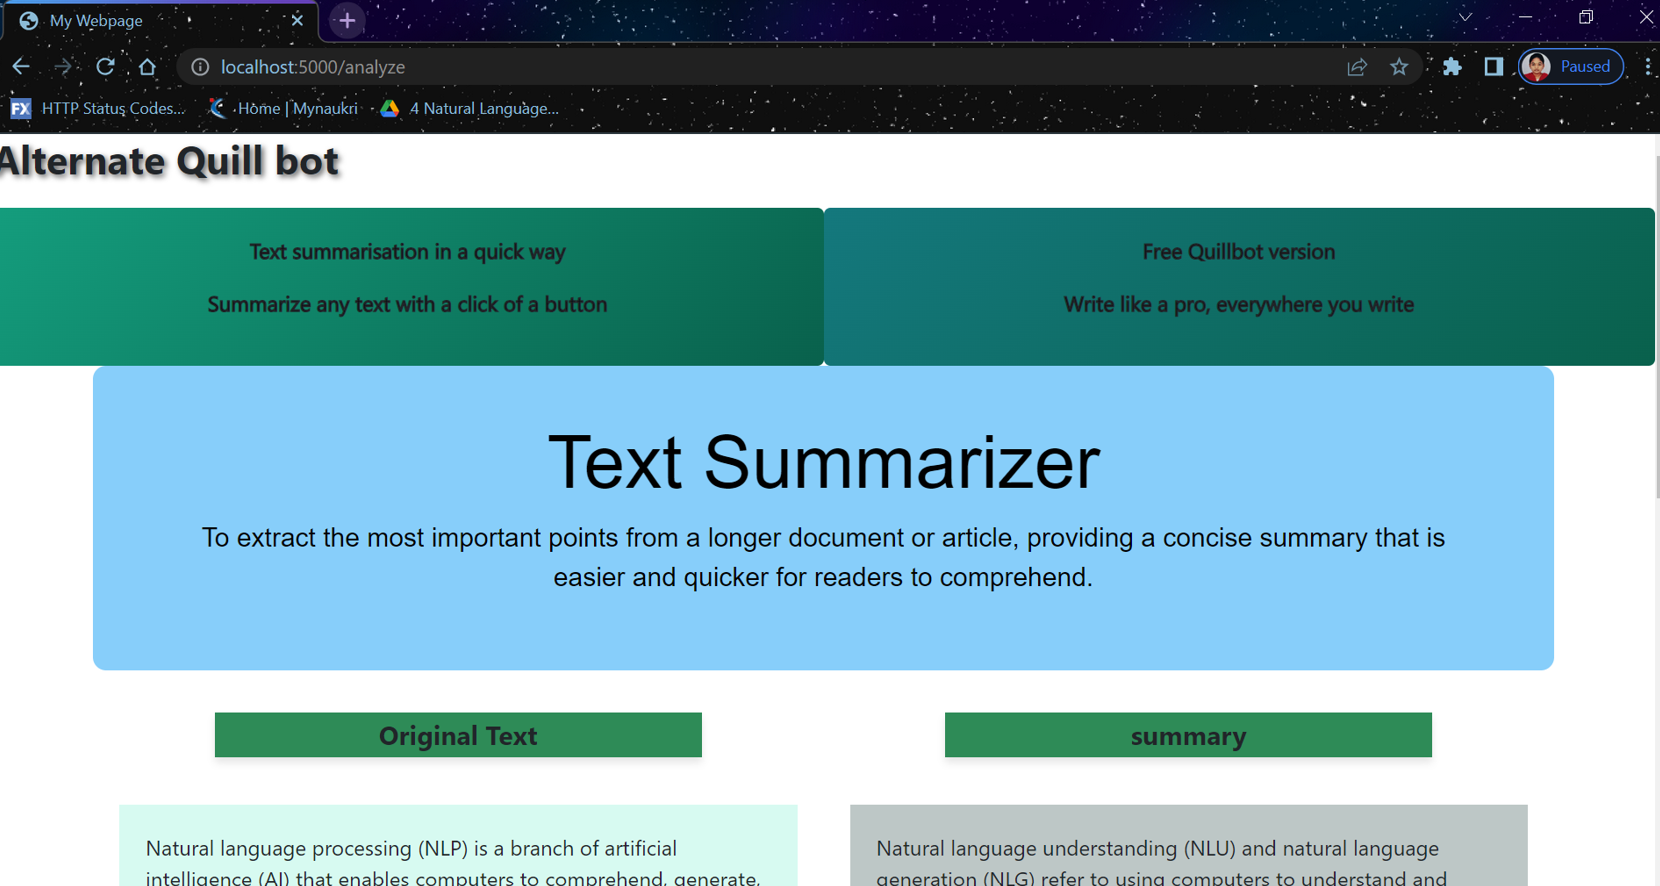 My Webpage
localhost:5000/analyze
Paused
FX HTTP Status Codes...
Home | Mynaukri
4 Natural Language...
Alternate Quill bot
Text summarisation in a quick way
Summarize any text with a click of a button
Free Quillbot version
Write like a pro, everywhere you write
Text Summarizer
To extract the most important points from a longer document or article, providing a concise summary that is
easier and quicker for readers to comprehend.
Original Text
summary
Natural language processing (NLP) is a branch of artificial
intelligence (AI) that enables computers to comprehend, generate,
Natural language understanding (NLU) and natural language
generation (NLG) refer to using computers to understand and